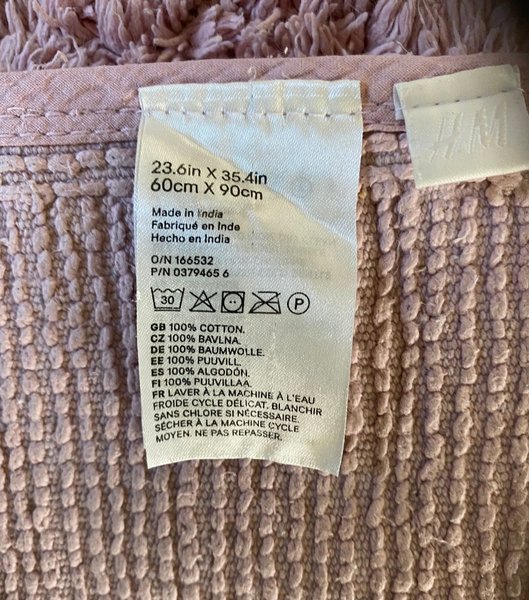 H&M
23.6in X 35.4in
60cm X 90cm
Made in India
Fabriqué en Inde
Hecho en India
O/N 166532
P/N 0379465 6
30 P
GB 100% COTTON.
CZ 100% BAVLNA.
DE 100% BAUMWOLLE.
EE 100% PUUVILL.
ES 100% ALGODÓN.
FI 100% PUUVILLAA.
FR LAVER À LA MACHINE À L'EAU
FROIDE CYCLE DÉLICAT. BLANCHIR
SANS CHLORE SI NÉCESSAIRE.
SÉCHER À LA MACHINE CYCLE
MOYEN. NE PAS REPASSER.